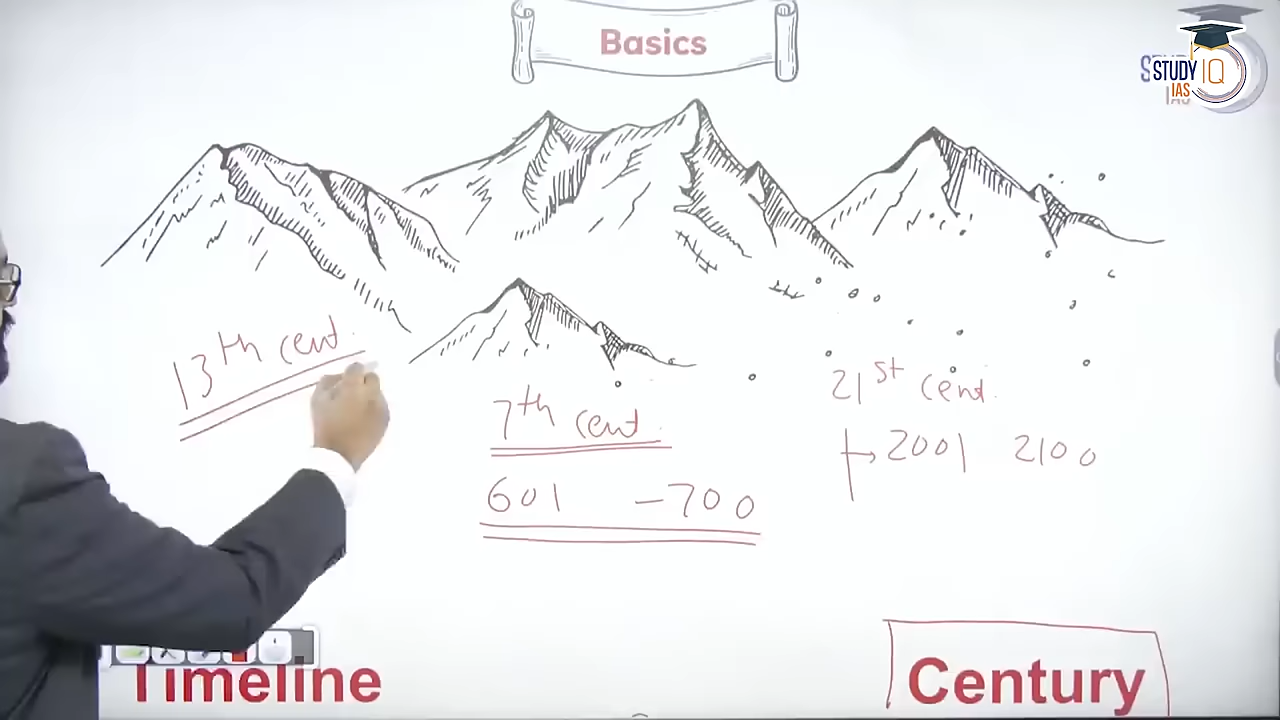 Basics
STUDY IQ
IAS
13th cent.
7th cent.
601 - 700
21st cent.
2001 2100
Timeline
Century